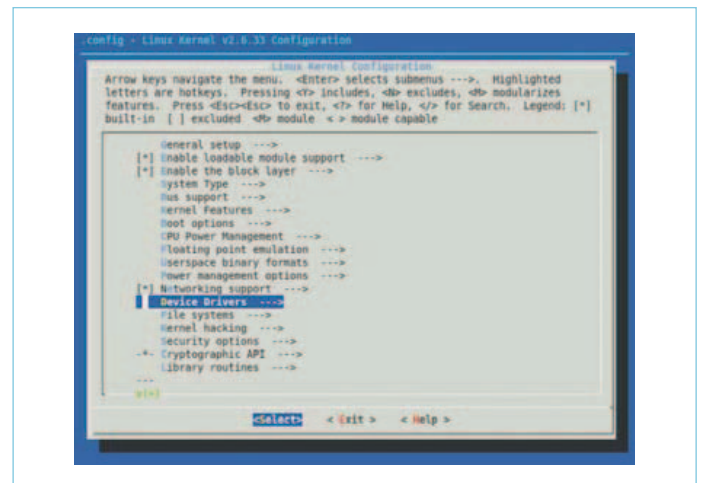 .config - Linux Kernel v2.6.33 Configuration
Linux Kernel Configuration
Arrow keys navigate the menu. <Enter> selects submenus --->. Highlighted
letters are hotkeys. Pressing <Y> includes, <N> excludes, <M> modularizes
features. Press <Esc><Esc> to exit, <?> for Help, </> for Search. Legend: [*]
built-in [ ] excluded <M> module < > module capable
General setup --->
[*] Enable loadable module support --->
[*] Enable the block layer --->
System Type --->
Bus support --->
Kernel Features --->
Boot options --->
CPU Power Management --->
Floating point emulation --->
Userspace binary formats --->
Power management options --->
[*] Networking support --->
Device Drivers --->
File systems --->
Kernel hacking --->
Security options --->
-*- Cryptographic API --->
Library routines --->
---
v(+)
<Select> < Exit > < Help >